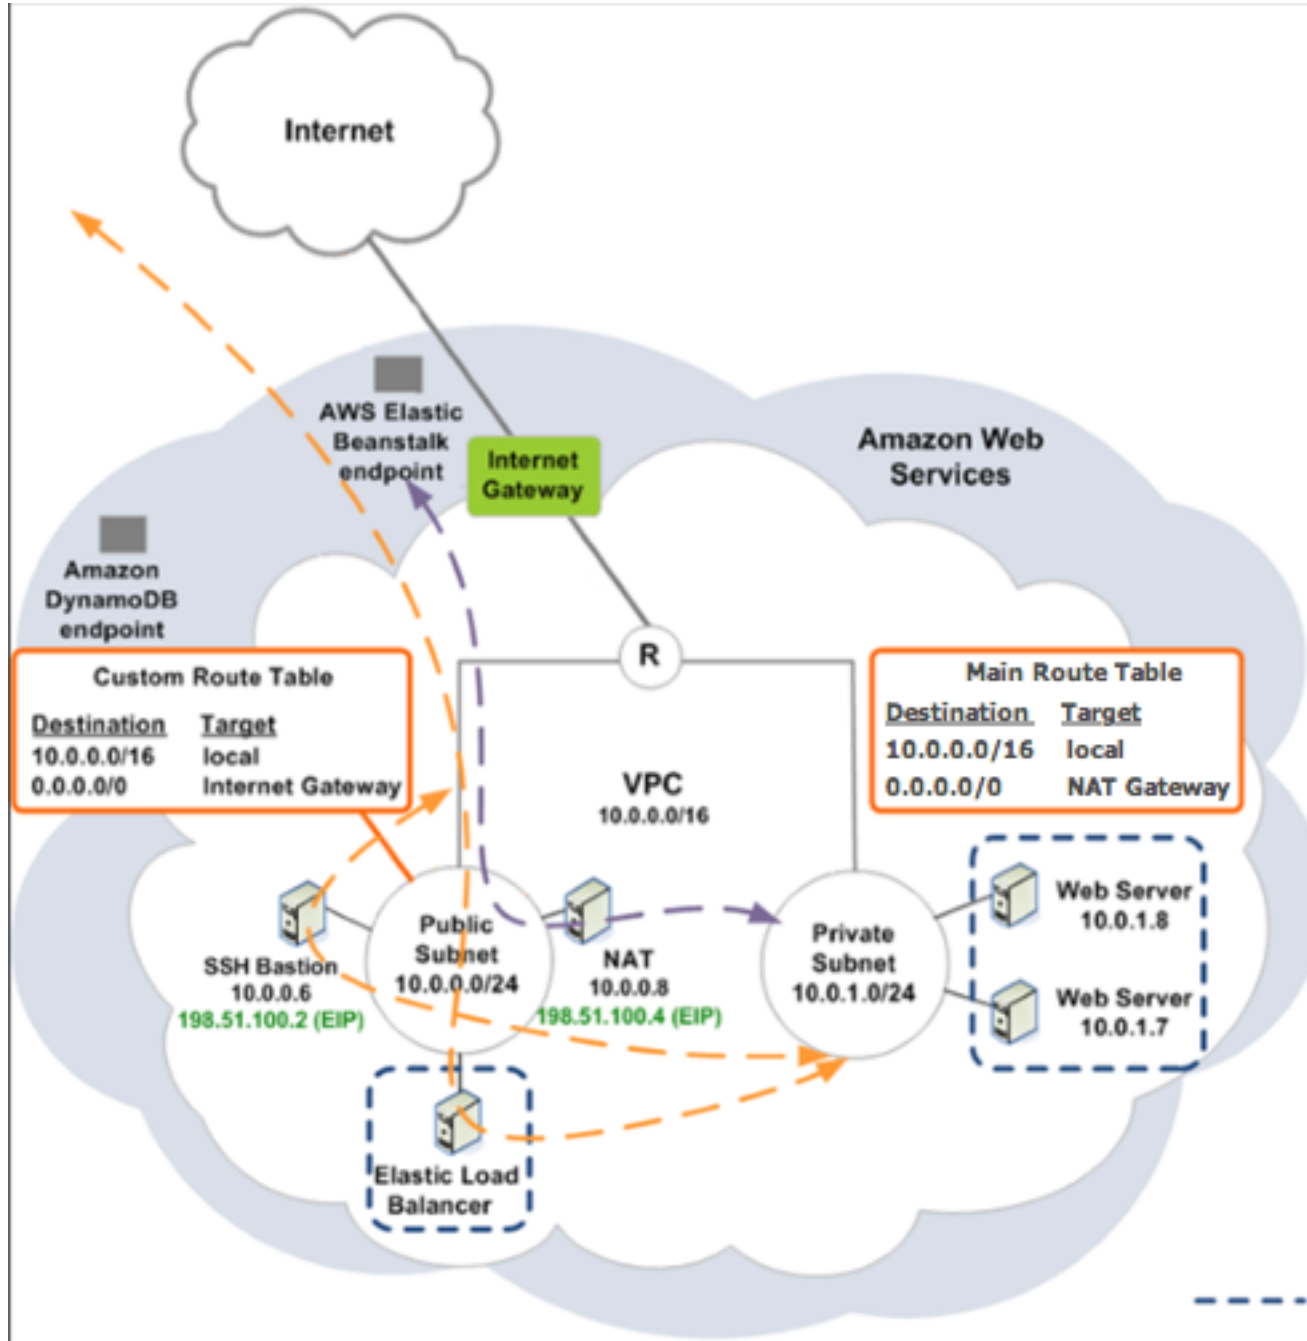 Internet
AWS Elastic
Beanstalk
endpoint
Internet
Gateway
Amazon Web
Services
Amazon
DynamoDB
endpoint
R
Custom Route Table
Destination Target
10.0.0.0/16 local
0.0.0.0/0 Internet Gateway
Main Route Table
Destination Target
10.0.0.0/16 local
0.0.0.0/0 NAT Gateway
VPC
10.0.0.0/16
Public
Subnet
10.0.0.0/24
SSH Bastion
10.0.0.6
198.51.100.2 (EIP)
NAT
10.0.0.8
198.51.100.4 (EIP)
Private
Subnet
10.0.1.0/24
Web Server
10.0.1.8
Web Server
10.0.1.7
Elastic Load
Balancer